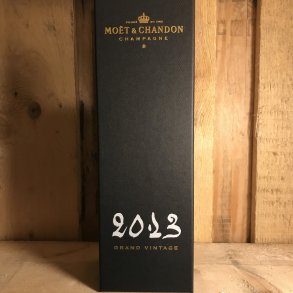 MOËT & CHANDON
CHAMPAGNE
2013
GRAND VINTAGE